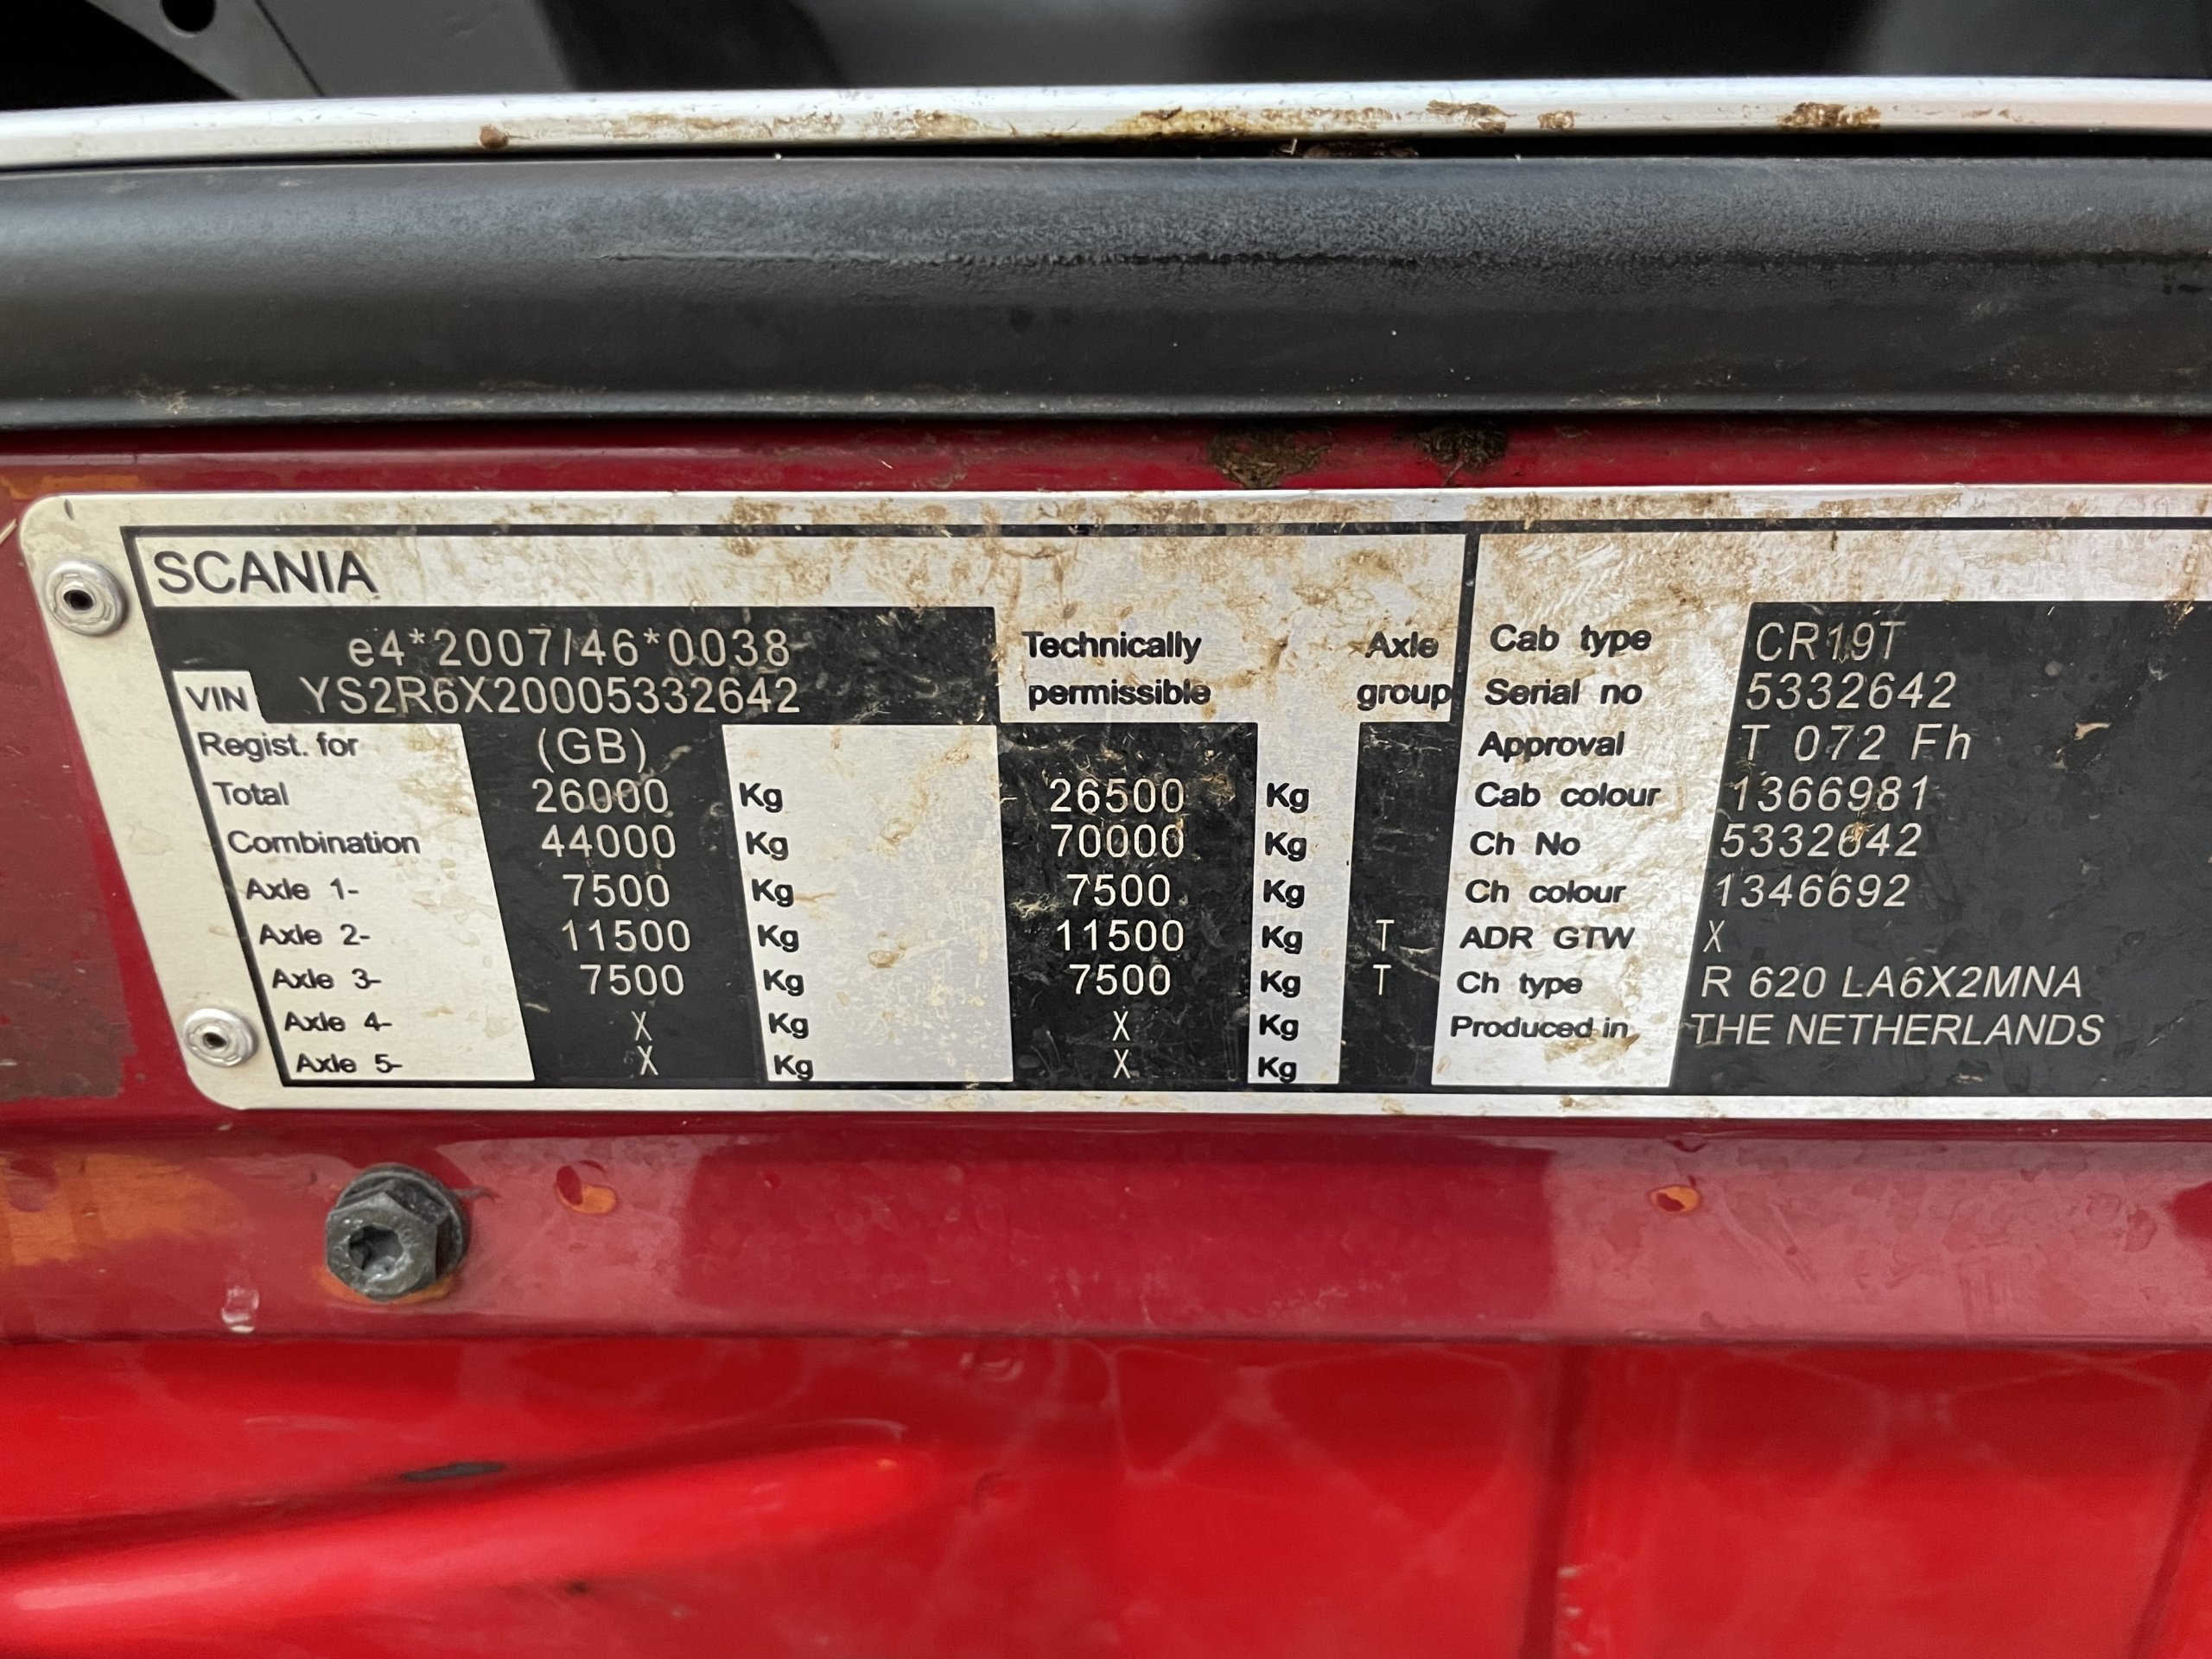 SCANIA
e4*2007/46*0038
VIN YS2R6X20005332642
Technically permissible
Axle group
Regist. for (GB)
Total 26000 Kg 26500 Kg
Combination 44000 Kg 70000 Kg
Axle 1- 7500 Kg 7500 Kg
Axle 2- 11500 Kg 11500 Kg T
Axle 3- 7500 Kg 7500 Kg T
Axle 4- X Kg X Kg
Axle 5- X Kg X Kg
Cab type CR19T
Serial no 5332642
Approval T 072 Fh
Cab colour 1366981
Ch No 5332642
Ch colour 1346692
ADR GTW X
Ch type R 620 LA6X2MNA
Produced in THE NETHERLANDS